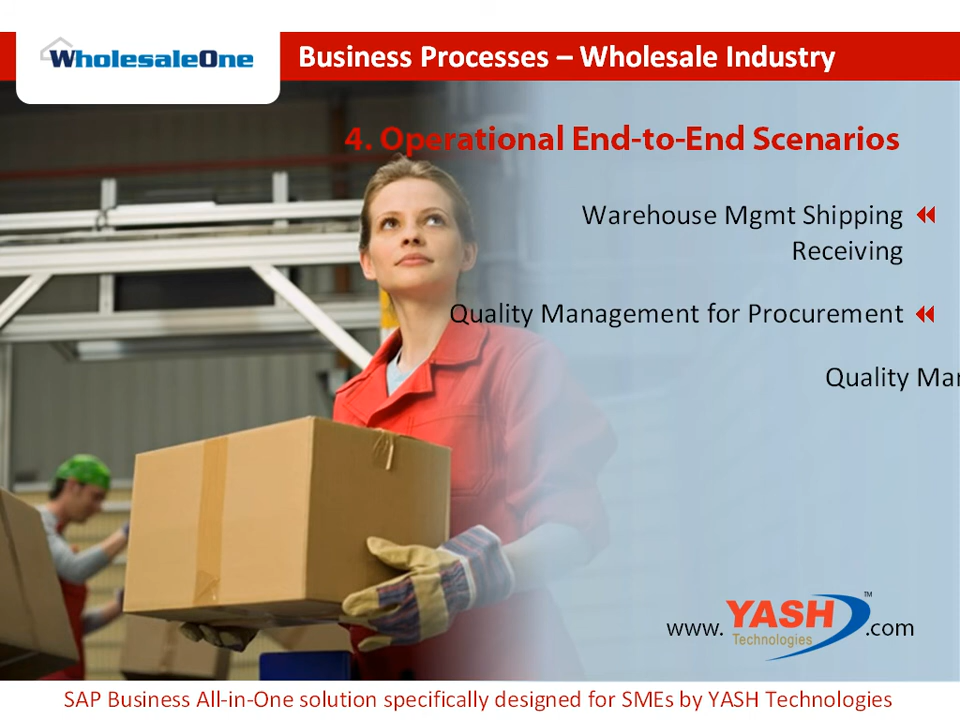 WholesaleOne
Business Processes – Wholesale Industry
4. Operational End-to-End Scenarios
Warehouse Mgmt Shipping
Receiving
Quality Management for Procurement
Quality
www. YASH Technologies .com
TM
SAP Business All-in-One solution specifically designed for SMEs by YASH Technologies